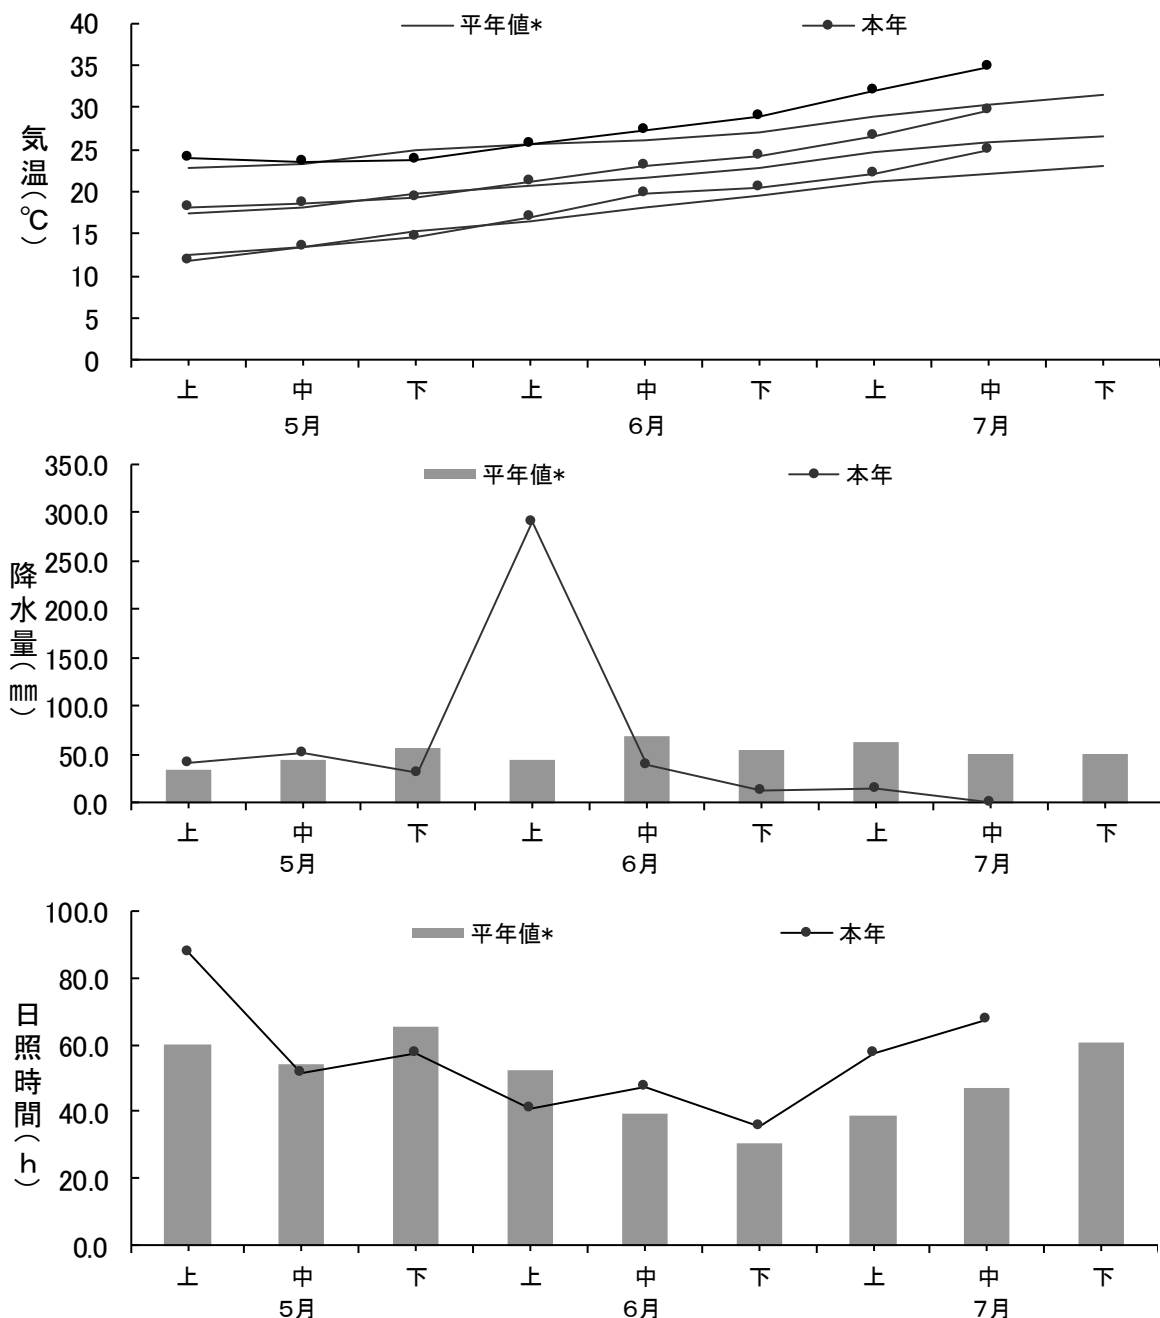 平年値* 本年
気温(℃)
40
35
30
25
20
15
10
5
0
上 中 下 上 中 下 上 中 下
5月 6月 7月
平年値* 本年
降水量(㎜)
350.0
300.0
250.0
200.0
150.0
100.0
50.0
0.0
上 中 下 上 中 下 上 中 下
5月 6月 7月
平年値* 本年
日照時間(h)
100.0
80.0
60.0
40.0
20.0
0.0
上 中 下 上 中 下 上 中 下
5月 6月 7月